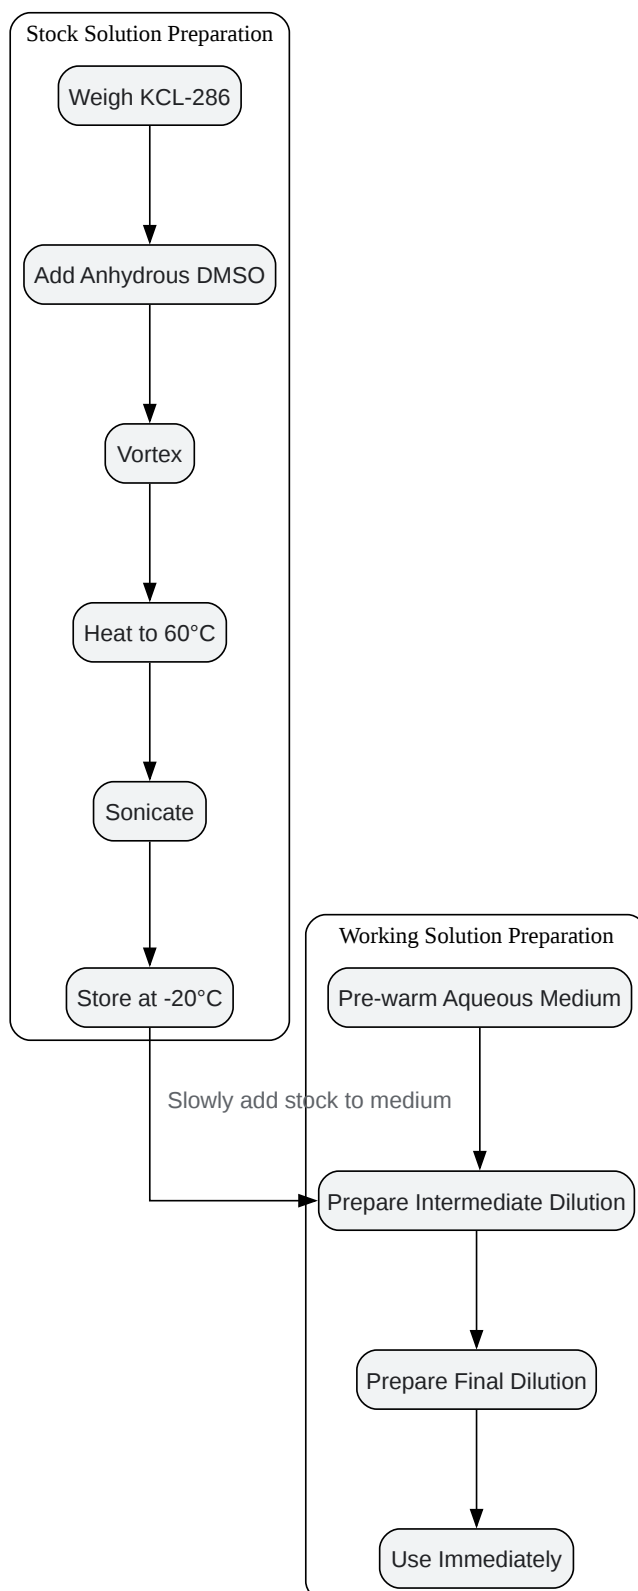 Stock Solution Preparation
Weigh KCL-286
Add Anhydrous DMSO
Vortex
Heat to 60°C
Sonicate
Store at -20°C
Working Solution Preparation
Pre-warm Aqueous Medium
Slowly add stock to medium
Prepare Intermediate Dilution
Prepare Final Dilution
Use Immediately